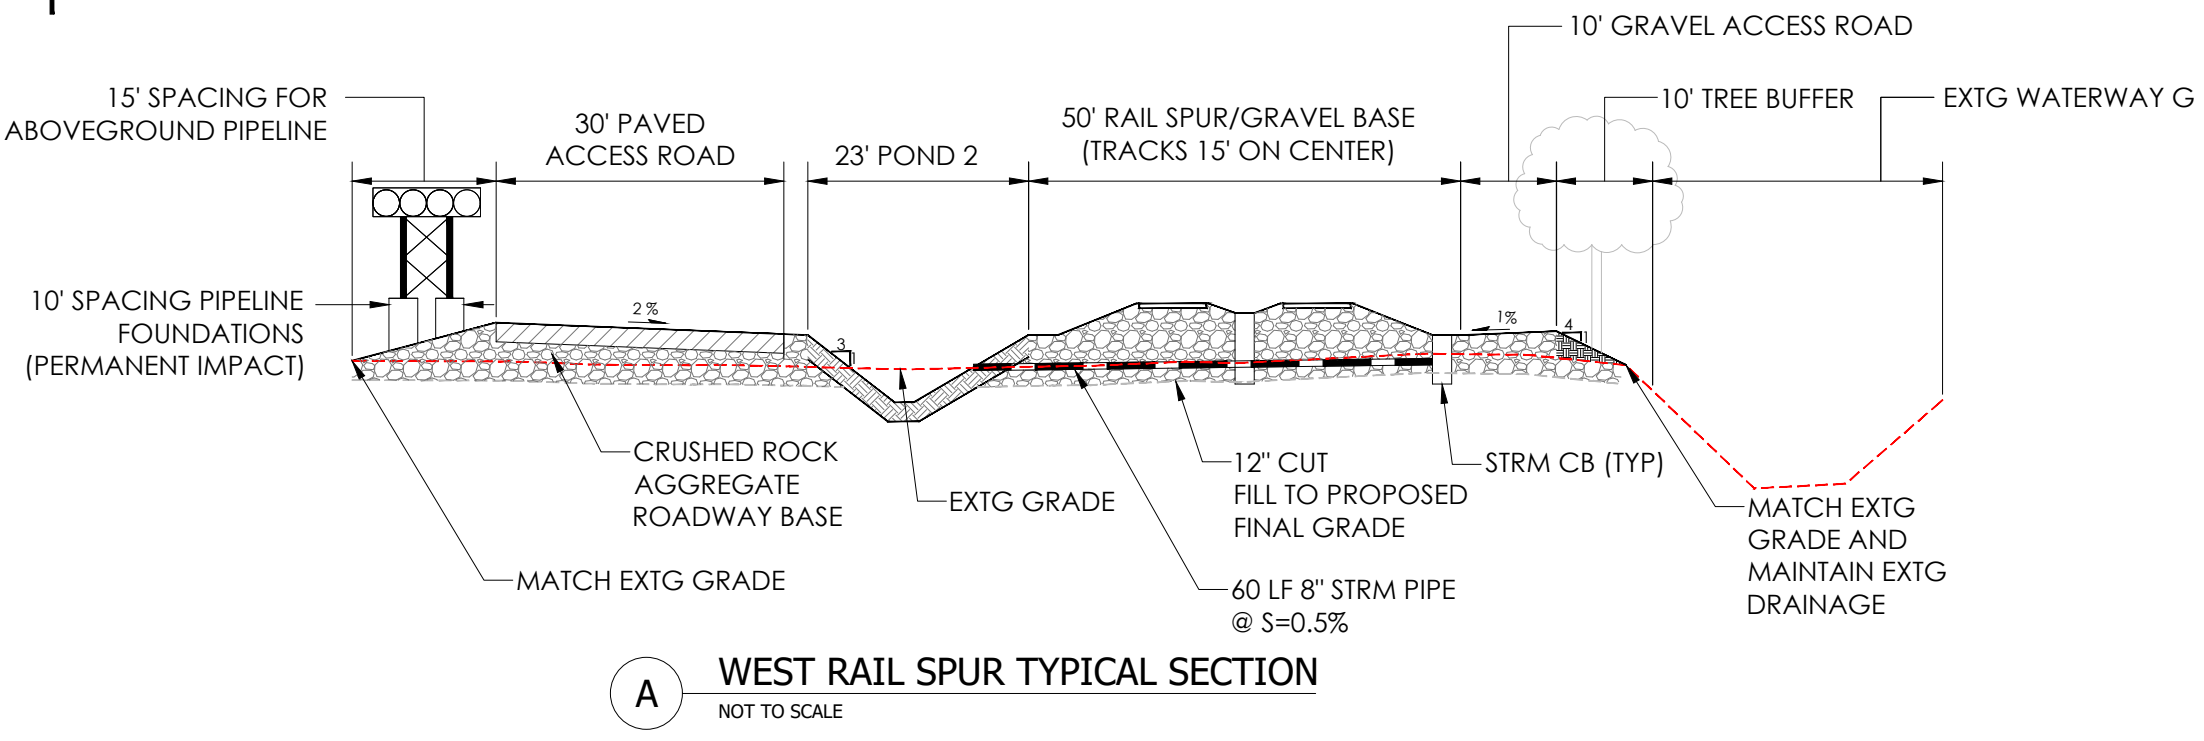 10' GRAVEL ACCESS ROAD
15' SPACING FOR
ABOVEGROUND PIPELINE
30' PAVED
ACCESS ROAD
23' POND 2
50' RAIL SPUR/GRAVEL BASE
(TRACKS 15' ON CENTER)
10' TREE BUFFER
EXTG WATERWAY G
10' SPACING PIPELINE
FOUNDATIONS
(PERMANENT IMPACT)
2%
3
1
1%
4
1
CRUSHED ROCK
AGGREGATE
ROADWAY BASE
EXTG GRADE
12" CUT
FILL TO PROPOSED
FINAL GRADE
STRM CB (TYP)
MATCH EXTG
GRADE AND
MAINTAIN EXTG
DRAINAGE
MATCH EXTG GRADE
60 LF 8" STRM PIPE
@ S=0.5%
A
WEST RAIL SPUR TYPICAL SECTION
NOT TO SCALE